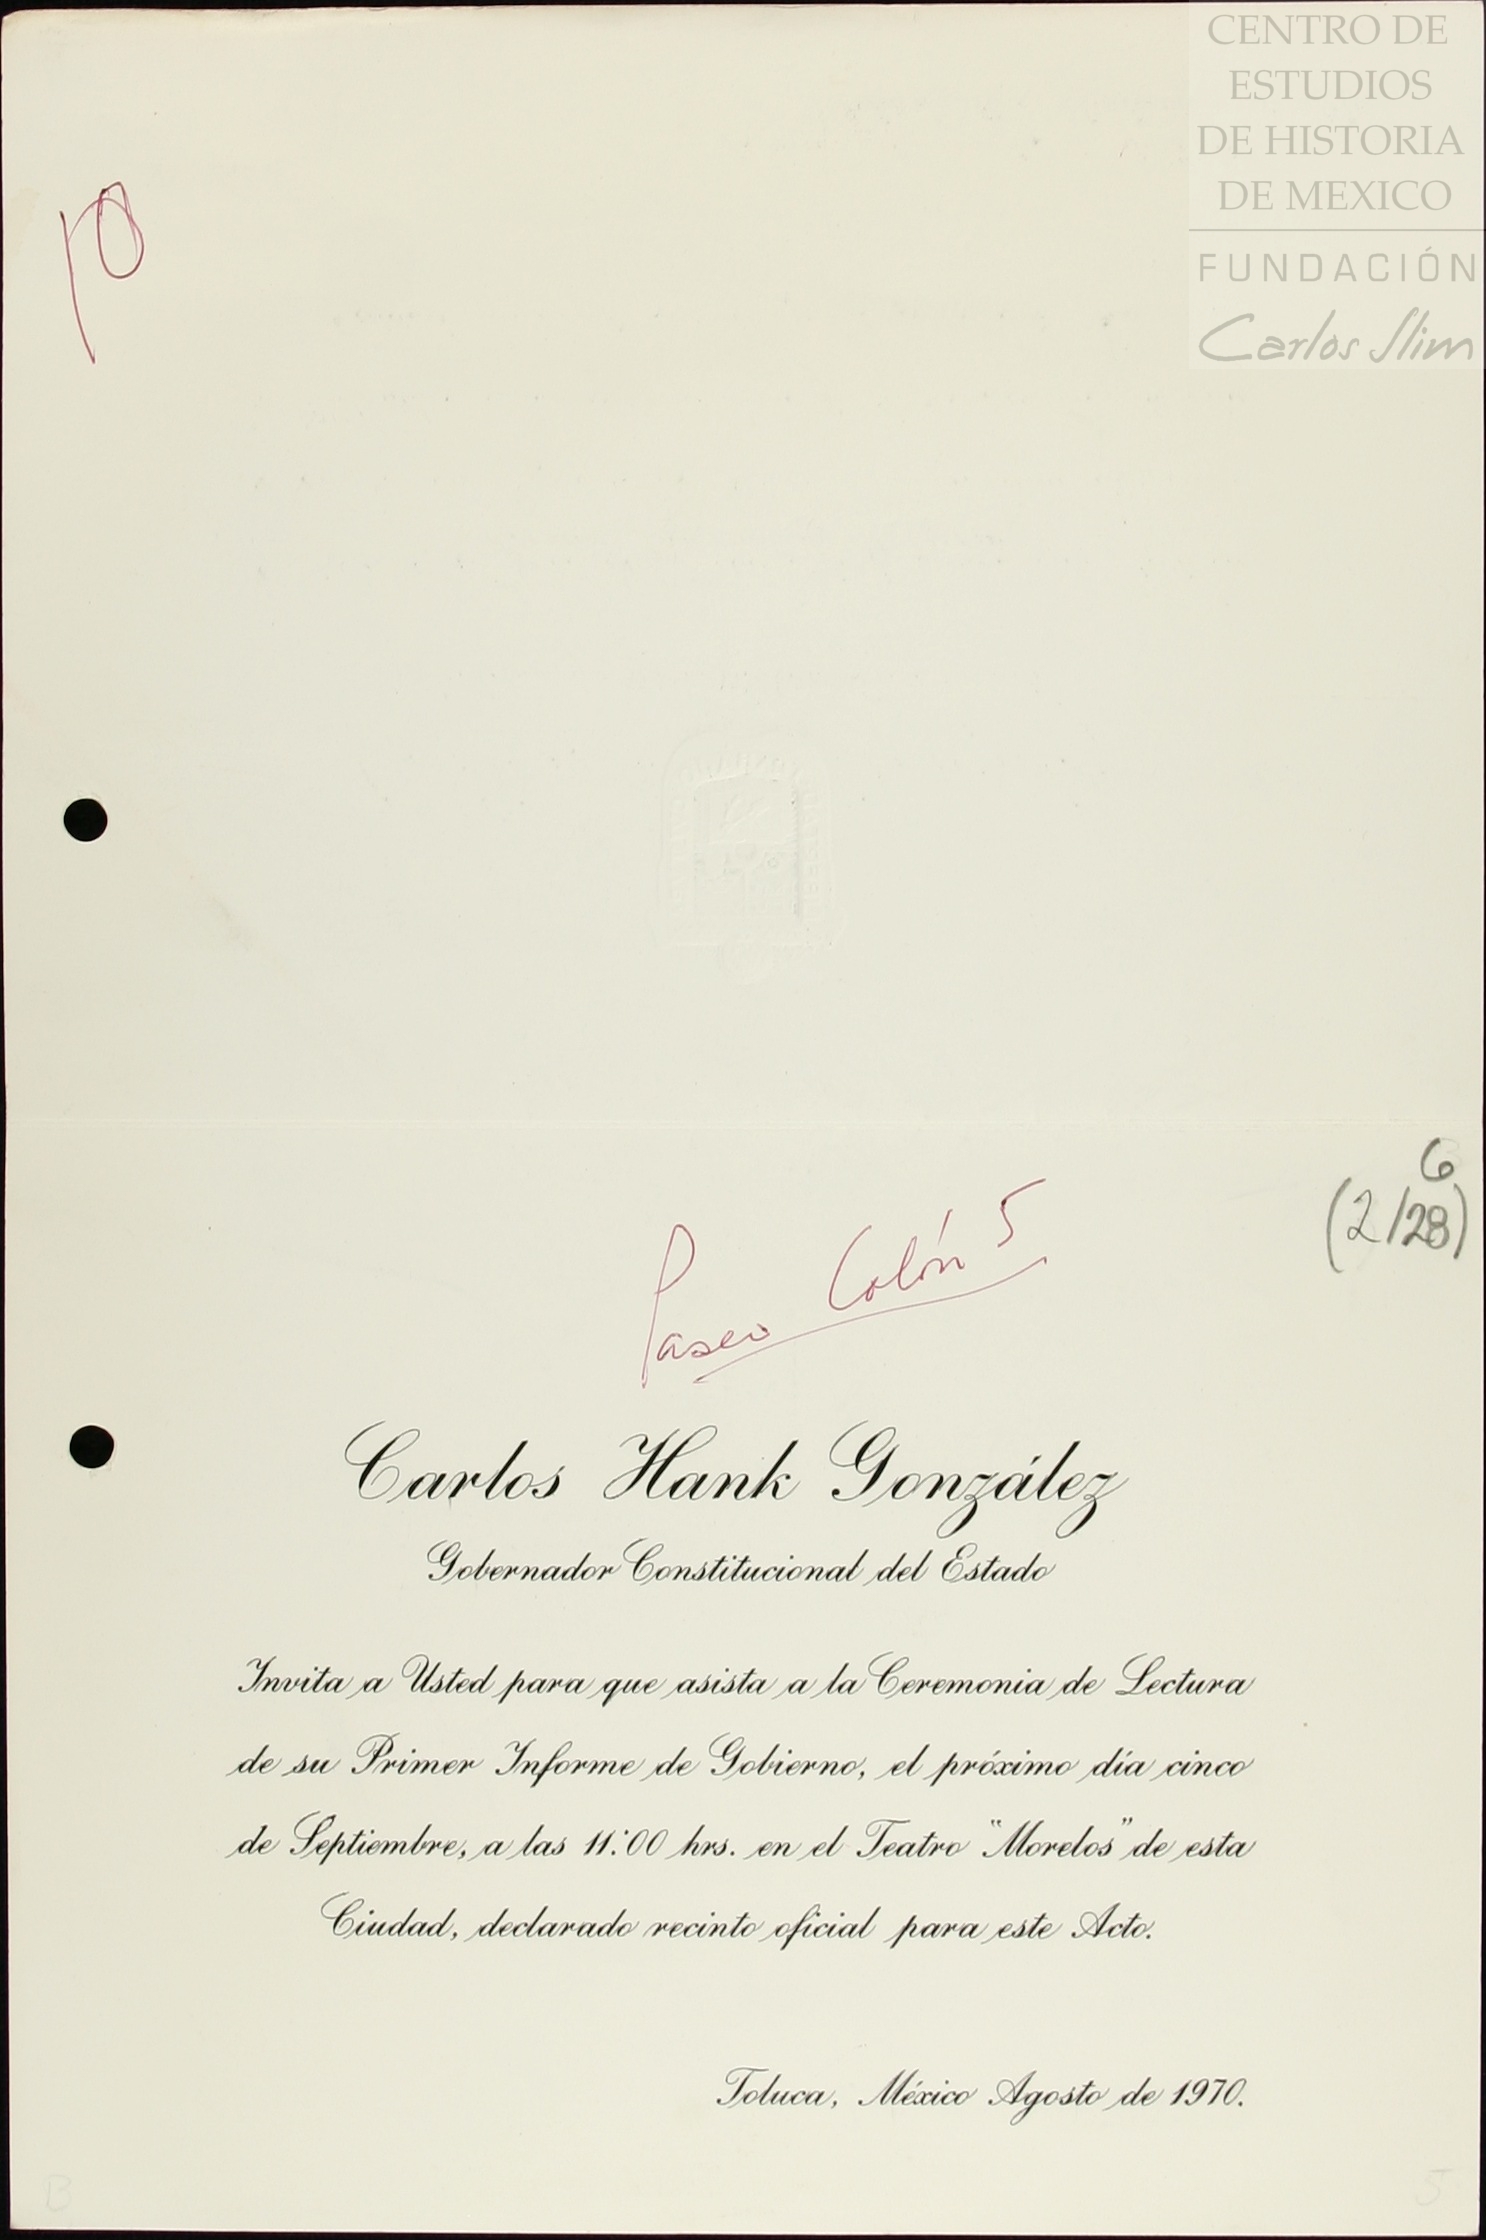 CENTRO DE
ESTUDIOS
DE HISTORIA
DE MEXICO
FUNDACIÓN
Carlos Slim
10
6
(2/28)
Paseo Colón 5
Carlos Hank González
Gobernador Constitucional del Estado
Invita a Usted para que asista a la Ceremonia de Lectura
de su Primer Informe de Gobierno, el próximo día cinco
de Septiembre, a las 11:00 hrs. en el Teatro "Morelos" de esta
Ciudad, declarado recinto oficial para este Acto.
Toluca, México Agosto de 1970.
B
5